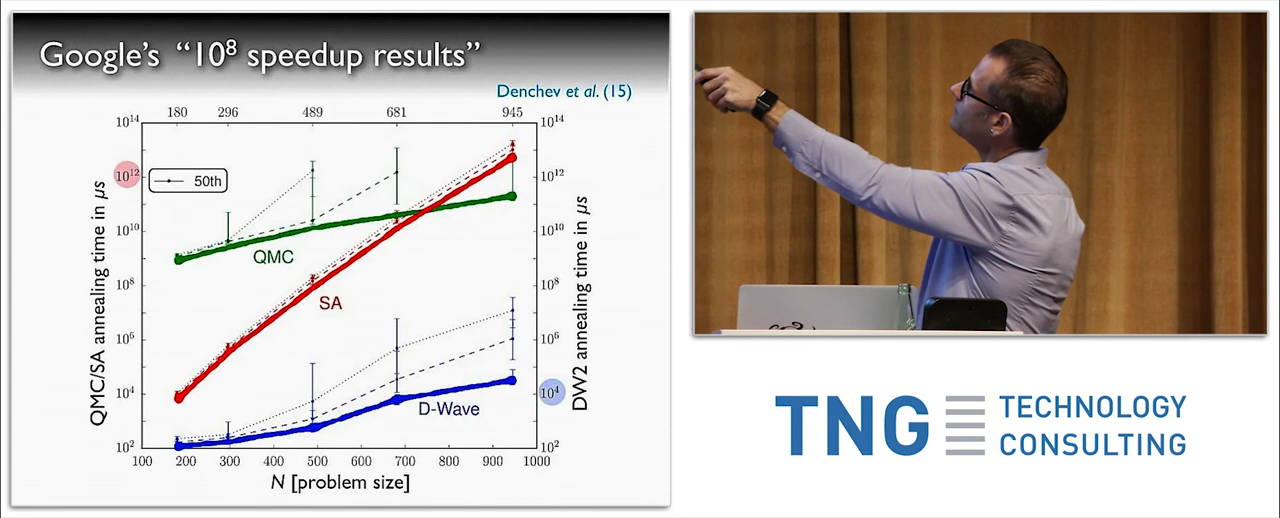 Google's “10⁸ speedup results”
Denchev et al. (15)
180 296 489 681 945
10¹⁴ 10¹⁴
10¹² 10¹²
50th
10¹⁰ 10¹⁰
QMC
10⁸ 10⁸
SA
10⁶ 10⁶
10⁴ 10⁴
D-Wave
10² 10²
QMC/SA annealing time in μs
DW2 annealing time in μs
100 200 300 400 500 600 700 800 900 1000
N [problem size]
TNG TECHNOLOGY
CONSULTING